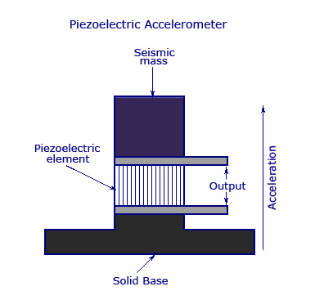 Piezoelectric Accelerometer
Seismic
mass
Piezoelectric
element
Output
Acceleration
Solid Base